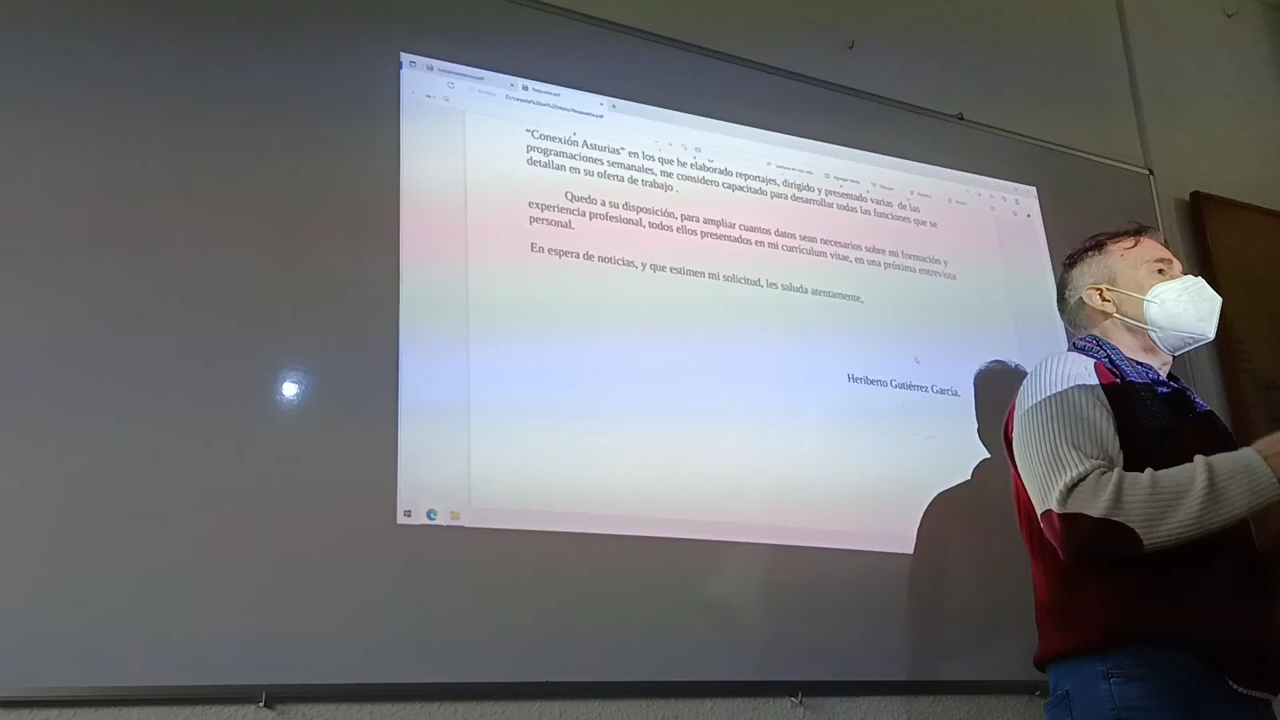 "Conexión Asturias" en los que he elaborado reportajes, dirigido y presentado varias de las
programaciones semanales, me considero capacitado para desarrollar todas las funciones que se
detallan en su oferta de trabajo .
Quedo a su disposición, para ampliar cuantos datos sean necesarios sobre mi formación y
experiencia profesional, todos ellos presentados en mi currículum vitae, en una próxima entrevista
personal.
En espera de noticias, y que estimen mi solicitud, les saluda atentamente,
Heriberto Gutiérrez García.